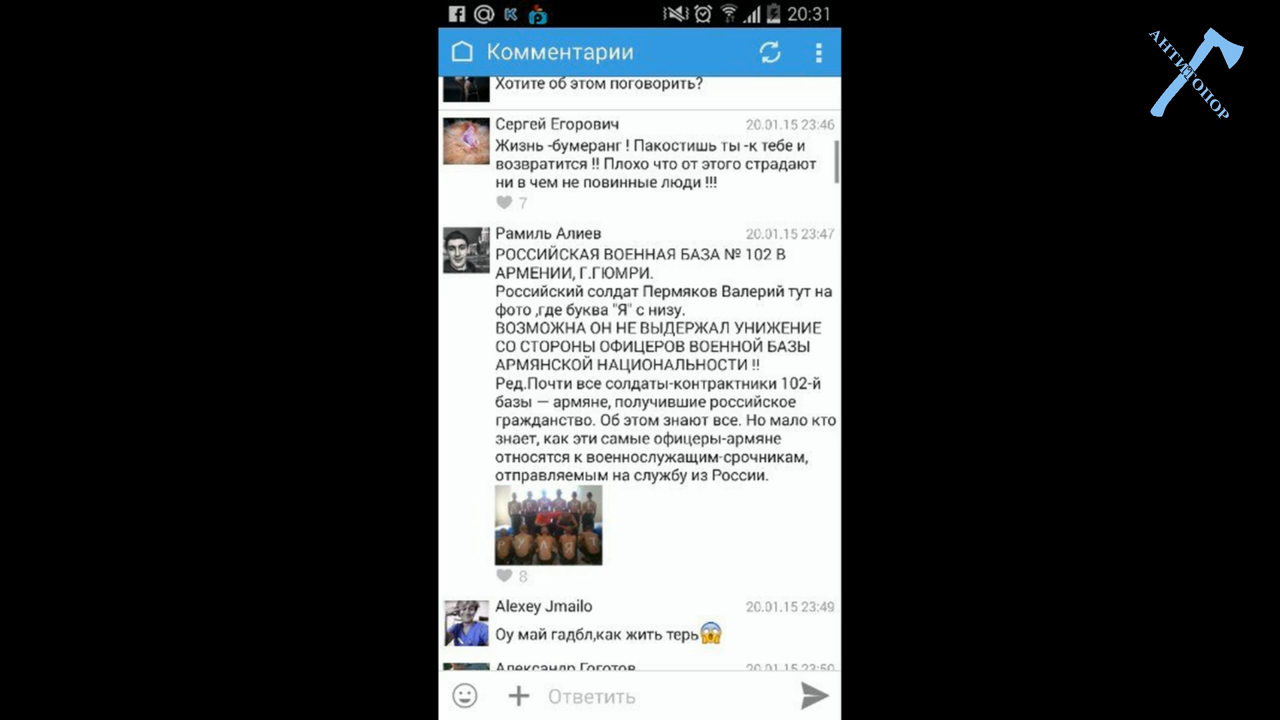 20:31
АНТИТОПОР
Комментарии
Хотите об этом поговорить?
Сергей Егорович 20.01.15 23:46
Жизнь -бумеранг ! Пакостишь ты -к тебе и
возвратится !! Плохо что от этого страдают
ни в чем не повинные люди !!!
7
Рамиль Алиев 20.01.15 23:47
РОССИЙСКАЯ ВОЕННАЯ БАЗА № 102 В
АРМЕНИИ, Г.ГЮМРИ.
Российский солдат Пермяков Валерий тут на
фото ,где буква "Я" с низу.
ВОЗМОЖНА ОН НЕ ВЫДЕРЖАЛ УНИЖЕНИЕ
СО СТОРОНЫ ОФИЦЕРОВ ВОЕННОЙ БАЗЫ
АРМЯНСКОЙ НАЦИОНАЛЬНОСТИ !!
Ред.Почти все солдаты-контрактники 102-й
базы — армяне, получившие российское
гражданство. Об этом знают все. Но мало кто
знает, как эти самые офицеры-армяне
относятся к военнослужащим-срочникам,
отправляемым на службу из России.
8
Alexey Jmailo 20.01.15 23:49
Оу май гадбл,как жить терь😱
Александр Гоготов 20.01.15 23:50
Ответить